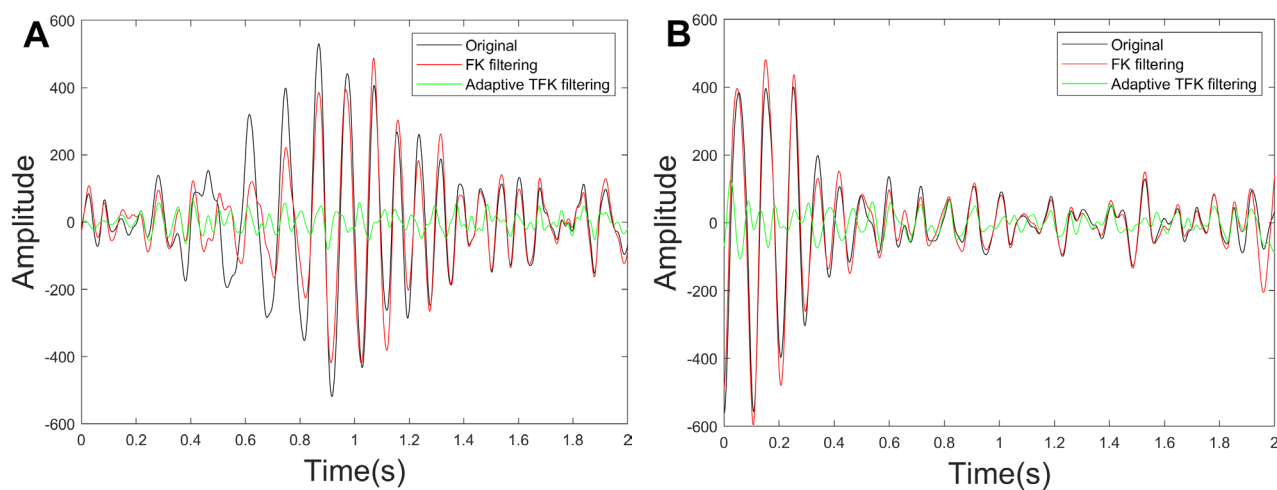 A
Original
FK filtering
Adaptive TFK filtering
600
400
200
0
-200
-400
-600
Amplitude
0 0.2 0.4 0.6 0.8 1 1.2 1.4 1.6 1.8 2
Time(s)
B
Original
FK filtering
Adaptive TFK filtering
600
400
200
0
-200
-400
-600
Amplitude
0 0.2 0.4 0.6 0.8 1 1.2 1.4 1.6 1.8 2
Time(s)